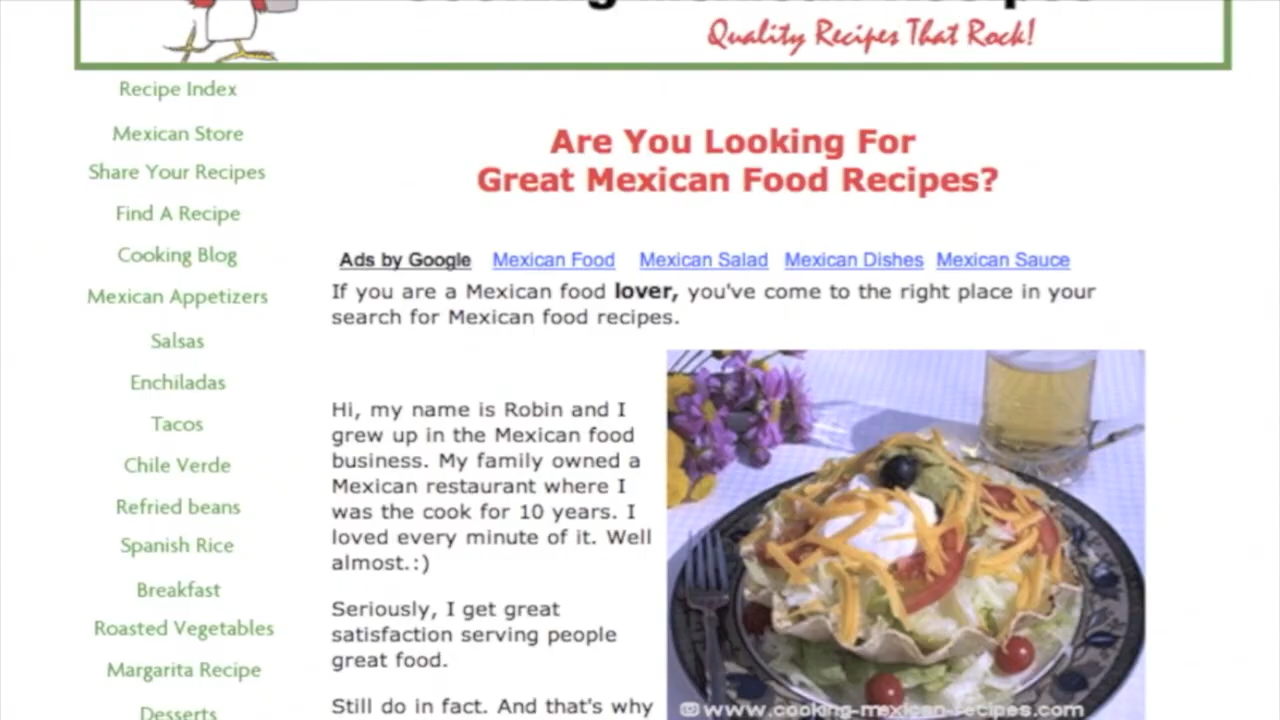 Cooking Mexican Recipes
Quality Recipes That Rock!
Recipe Index
Mexican Store
Share Your Recipes
Find A Recipe
Cooking Blog
Mexican Appetizers
Salsas
Enchiladas
Tacos
Chile Verde
Refried beans
Spanish Rice
Breakfast
Roasted Vegetables
Margarita Recipe
Desserts
Are You Looking For
Great Mexican Food Recipes?
Ads by Google Mexican Food Mexican Salad Mexican Dishes Mexican Sauce
If you are a Mexican food lover, you've come to the right place in your
search for Mexican food recipes.
Hi, my name is Robin and I
grew up in the Mexican food
business. My family owned a
Mexican restaurant where I
was the cook for 10 years. I
loved every minute of it. Well
almost.:)
Seriously, I get great
satisfaction serving people
great food.
Still do in fact. And that's why
© www.cooking-mexican-recipes.com